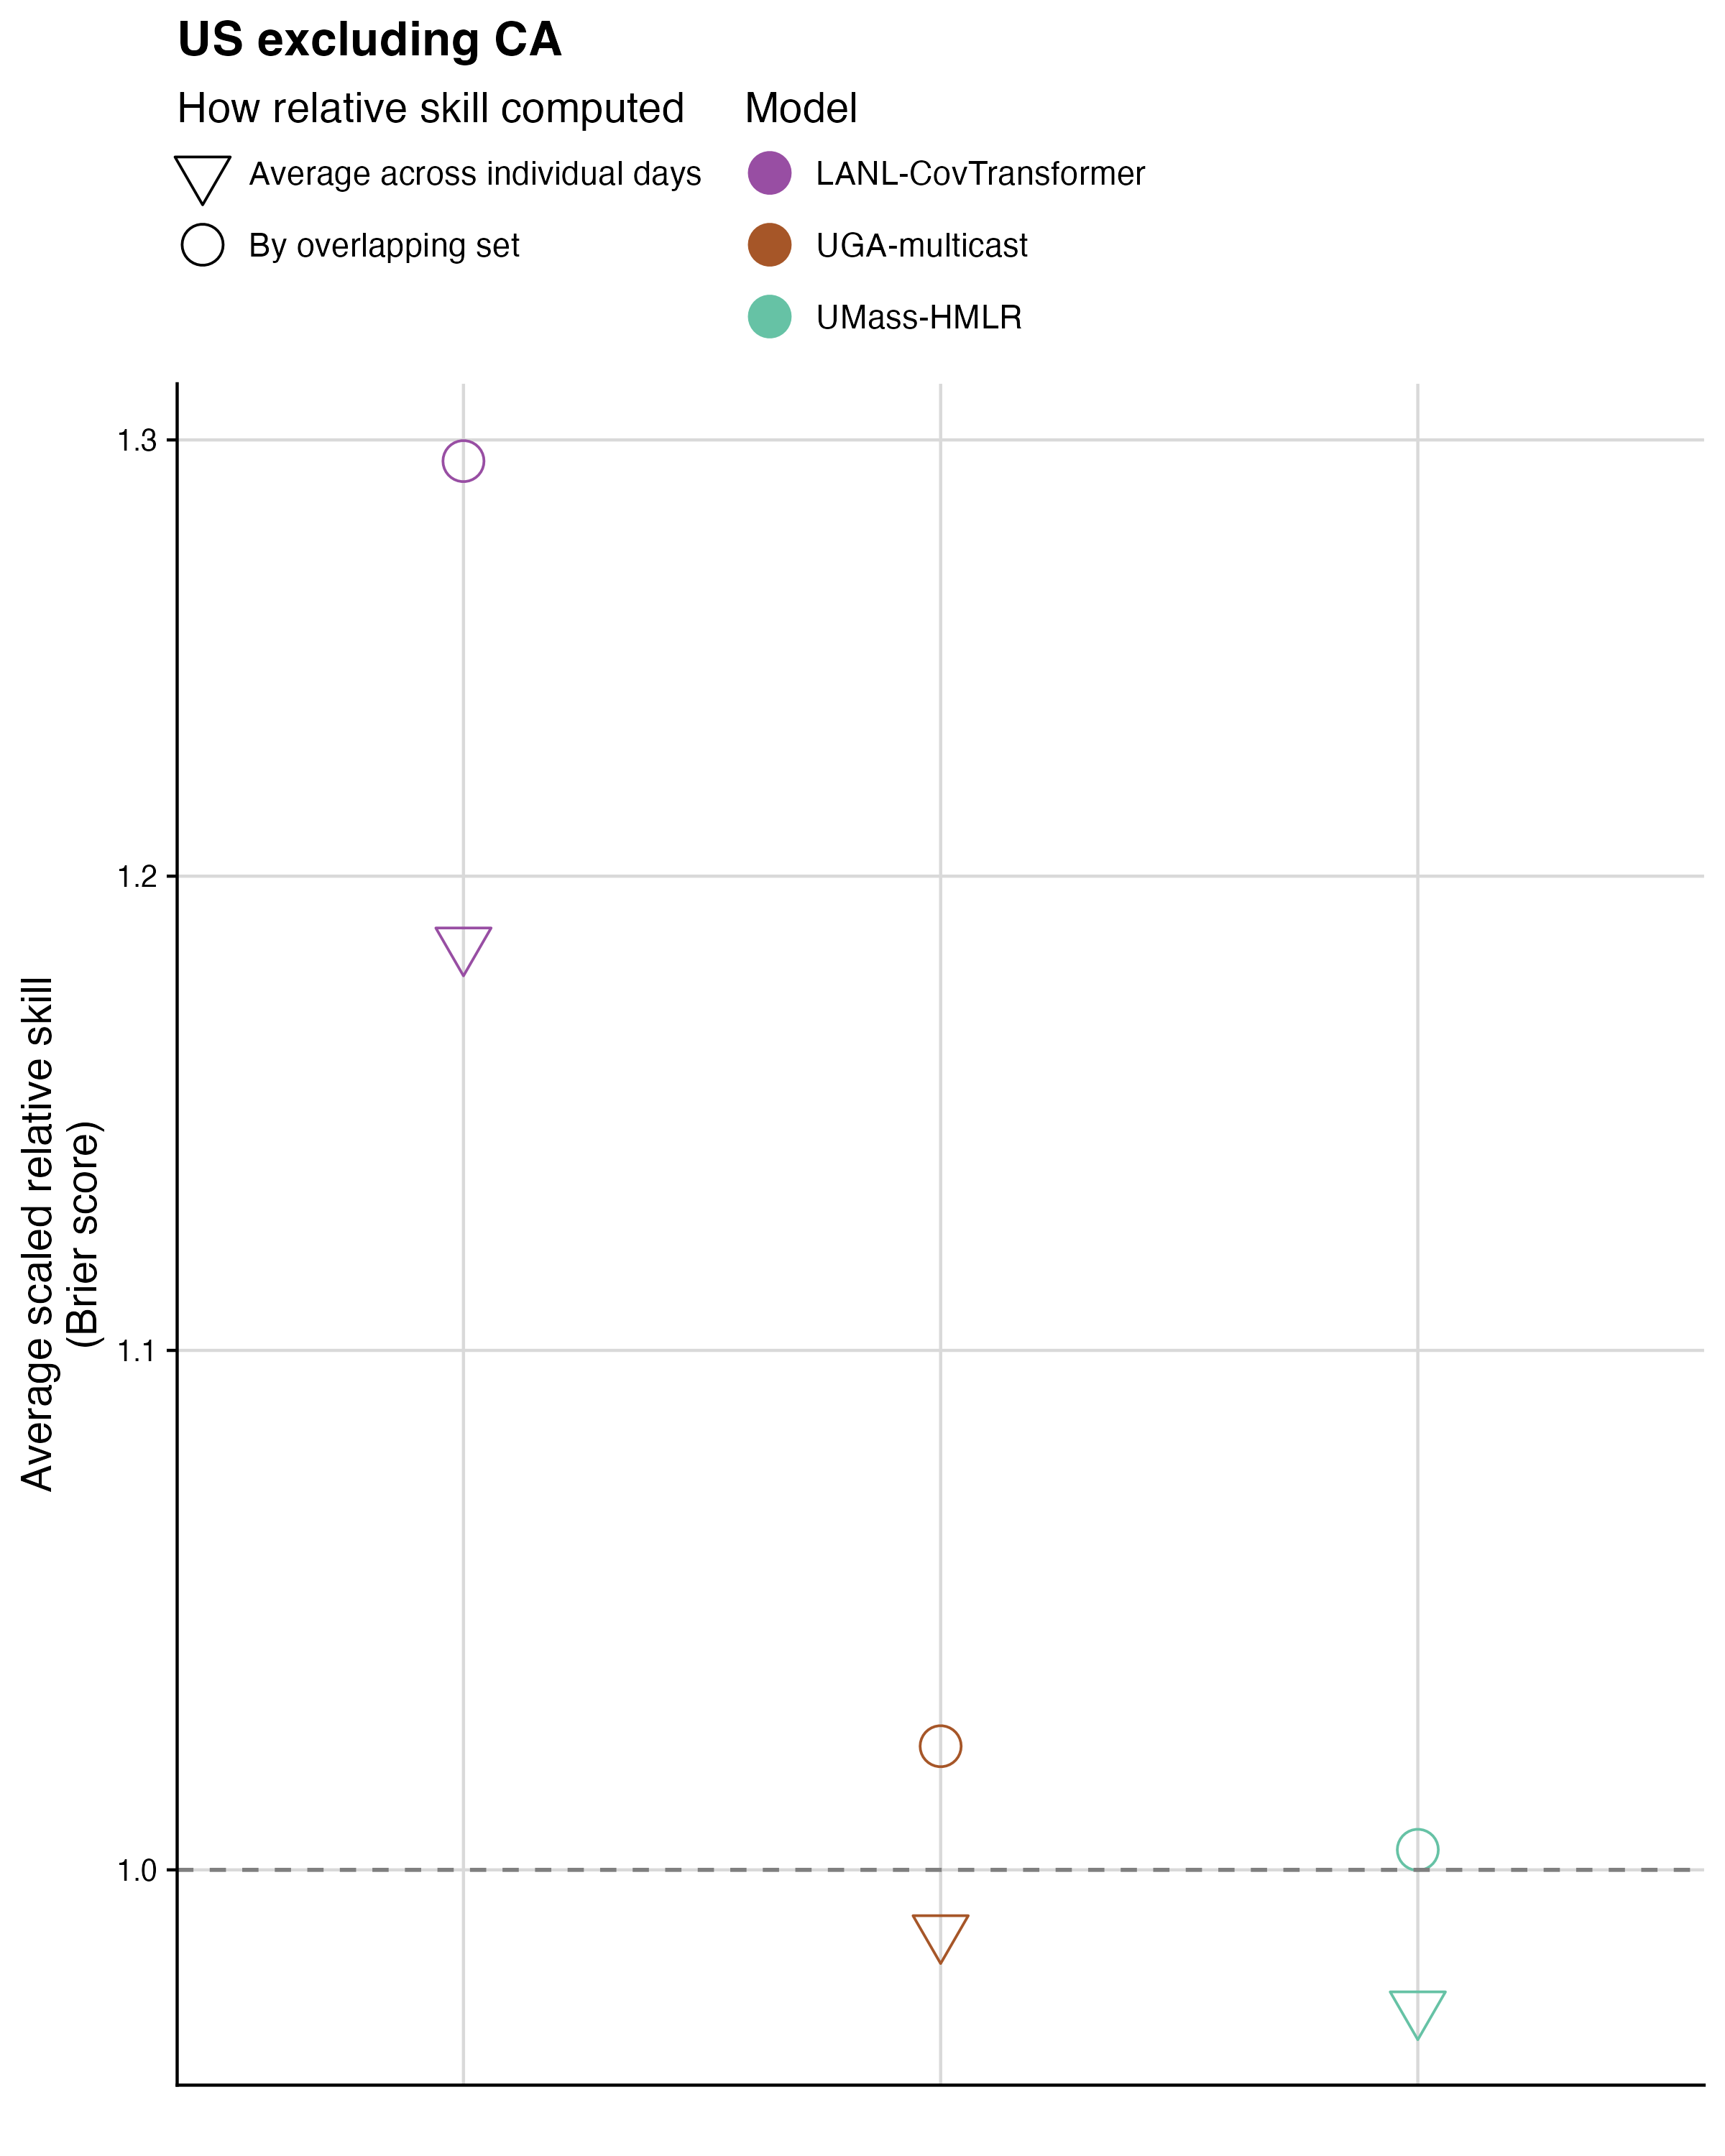 US excluding CA
How relative skill computed
Average across individual days
By overlapping set
Model
LANL-CovTransformer
UGA-multicast
UMass-HMLR
Average scaled relative skill
(Brier score)
1.3
1.2
1.1
1.0